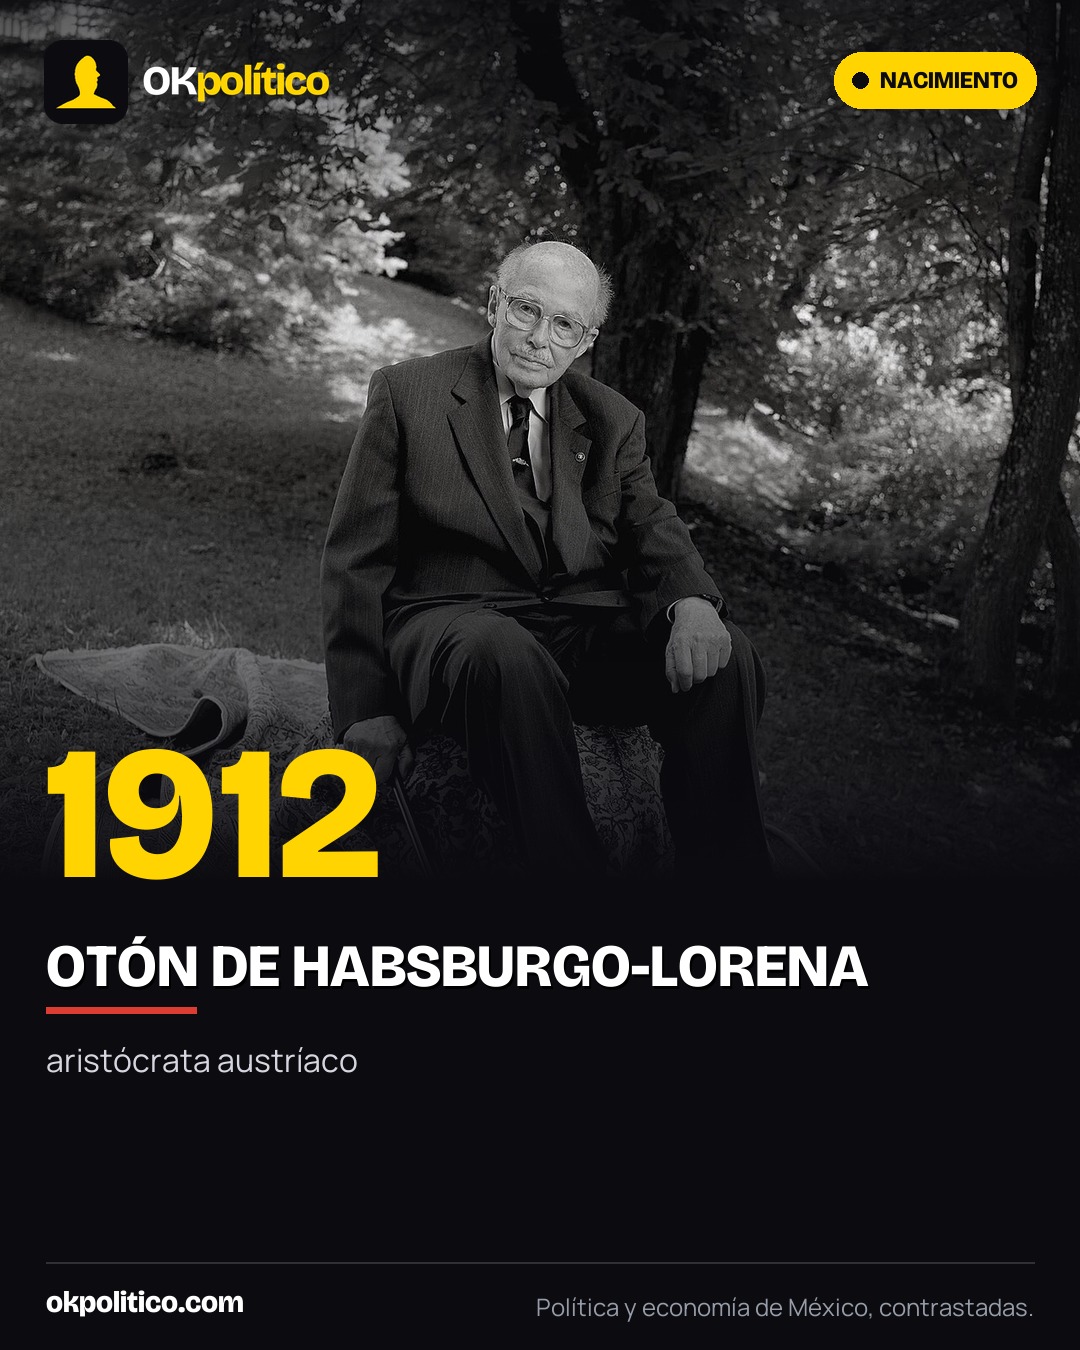 OKpolítico
NACIMIENTO
1912
OTÓN DE HABSBURGO-LORENA
aristócrata austríaco
okpolitico.com
Política y economía de México, contrastadas.